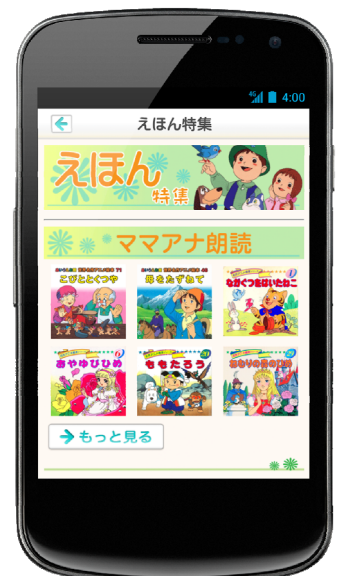 4G 4:00
えほん特集
えほん
特集
ママアナ朗読
こびととくつや
母をたずねて
ながぐつをはいたねこ
おやゆびひめ
ももたろう
もっと見る